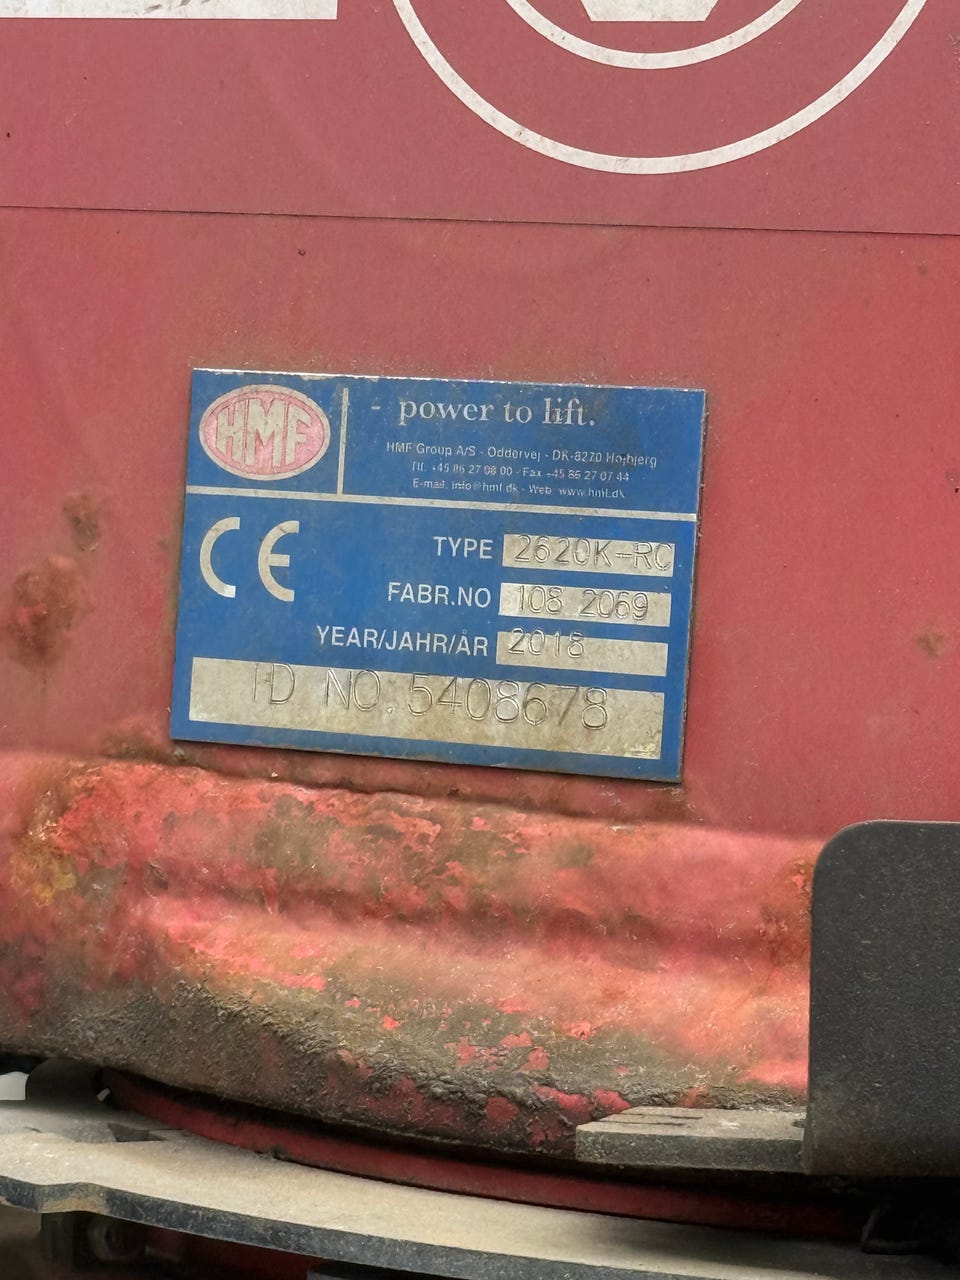 HMF
- power to lift.
HMF Group A/S - Oddervej - DK-8270 Højbjerg
Tlf. +45 86 27 08 00 - Fax +45 86 27 07 44
E-mail: info@hmf.dk - Web: www.hmf.dk
CE
TYPE 2620K-RC
FABR.NO 108 2069
YEAR/JAHR/ÅR 2018
ID NO.5408678